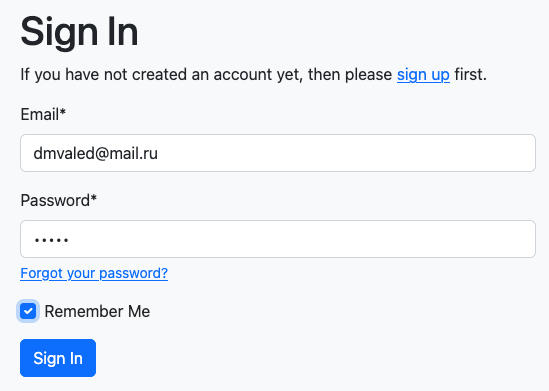 Sign In
If you have not created an account yet, then please sign up first.
Email*
dmvaled@mail.ru
Password*
•••••
Forgot your password?
Remember Me
Sign In